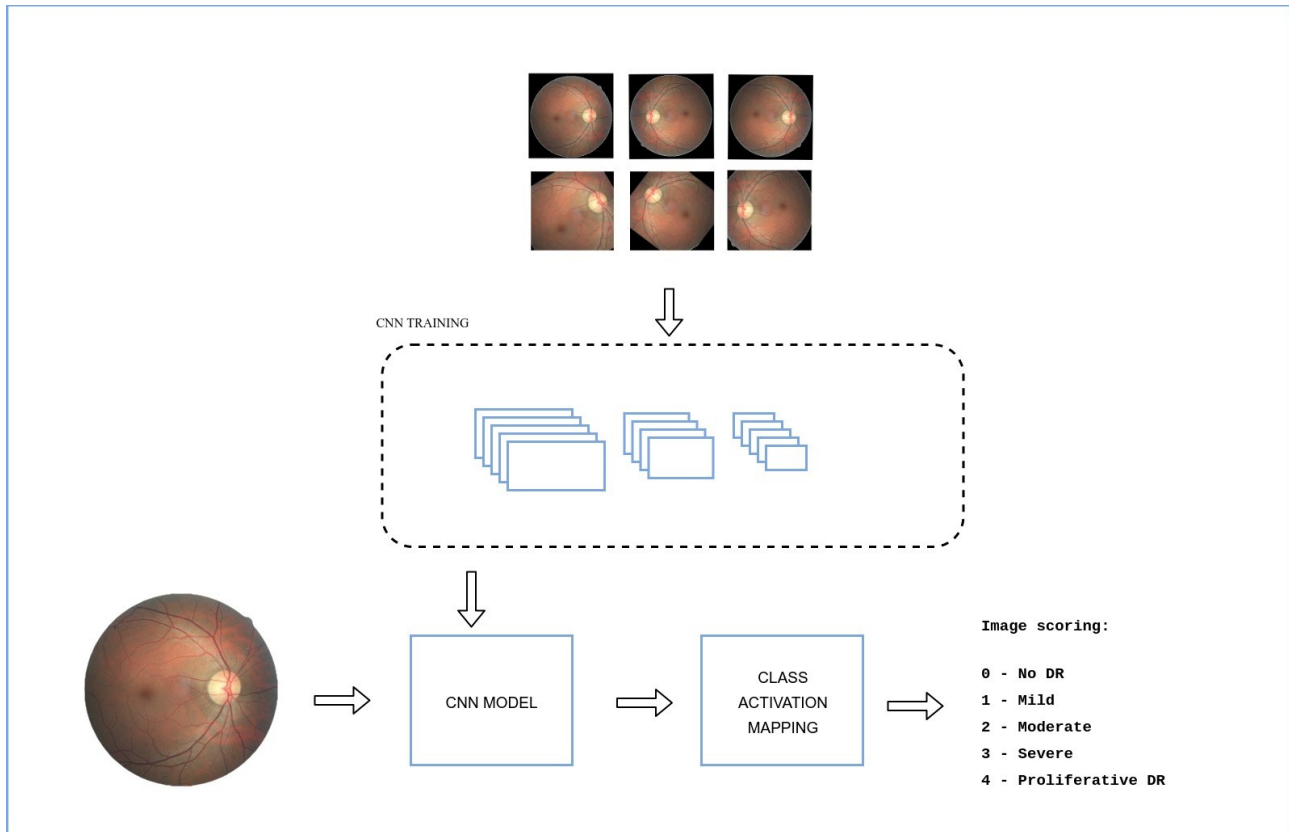 CNN TRAINING
CNN MODEL
CLASS
ACTIVATION
MAPPING
Image scoring:
0 - No DR
1 - Mild
2 - Moderate
3 - Severe
4 - Proliferative DR